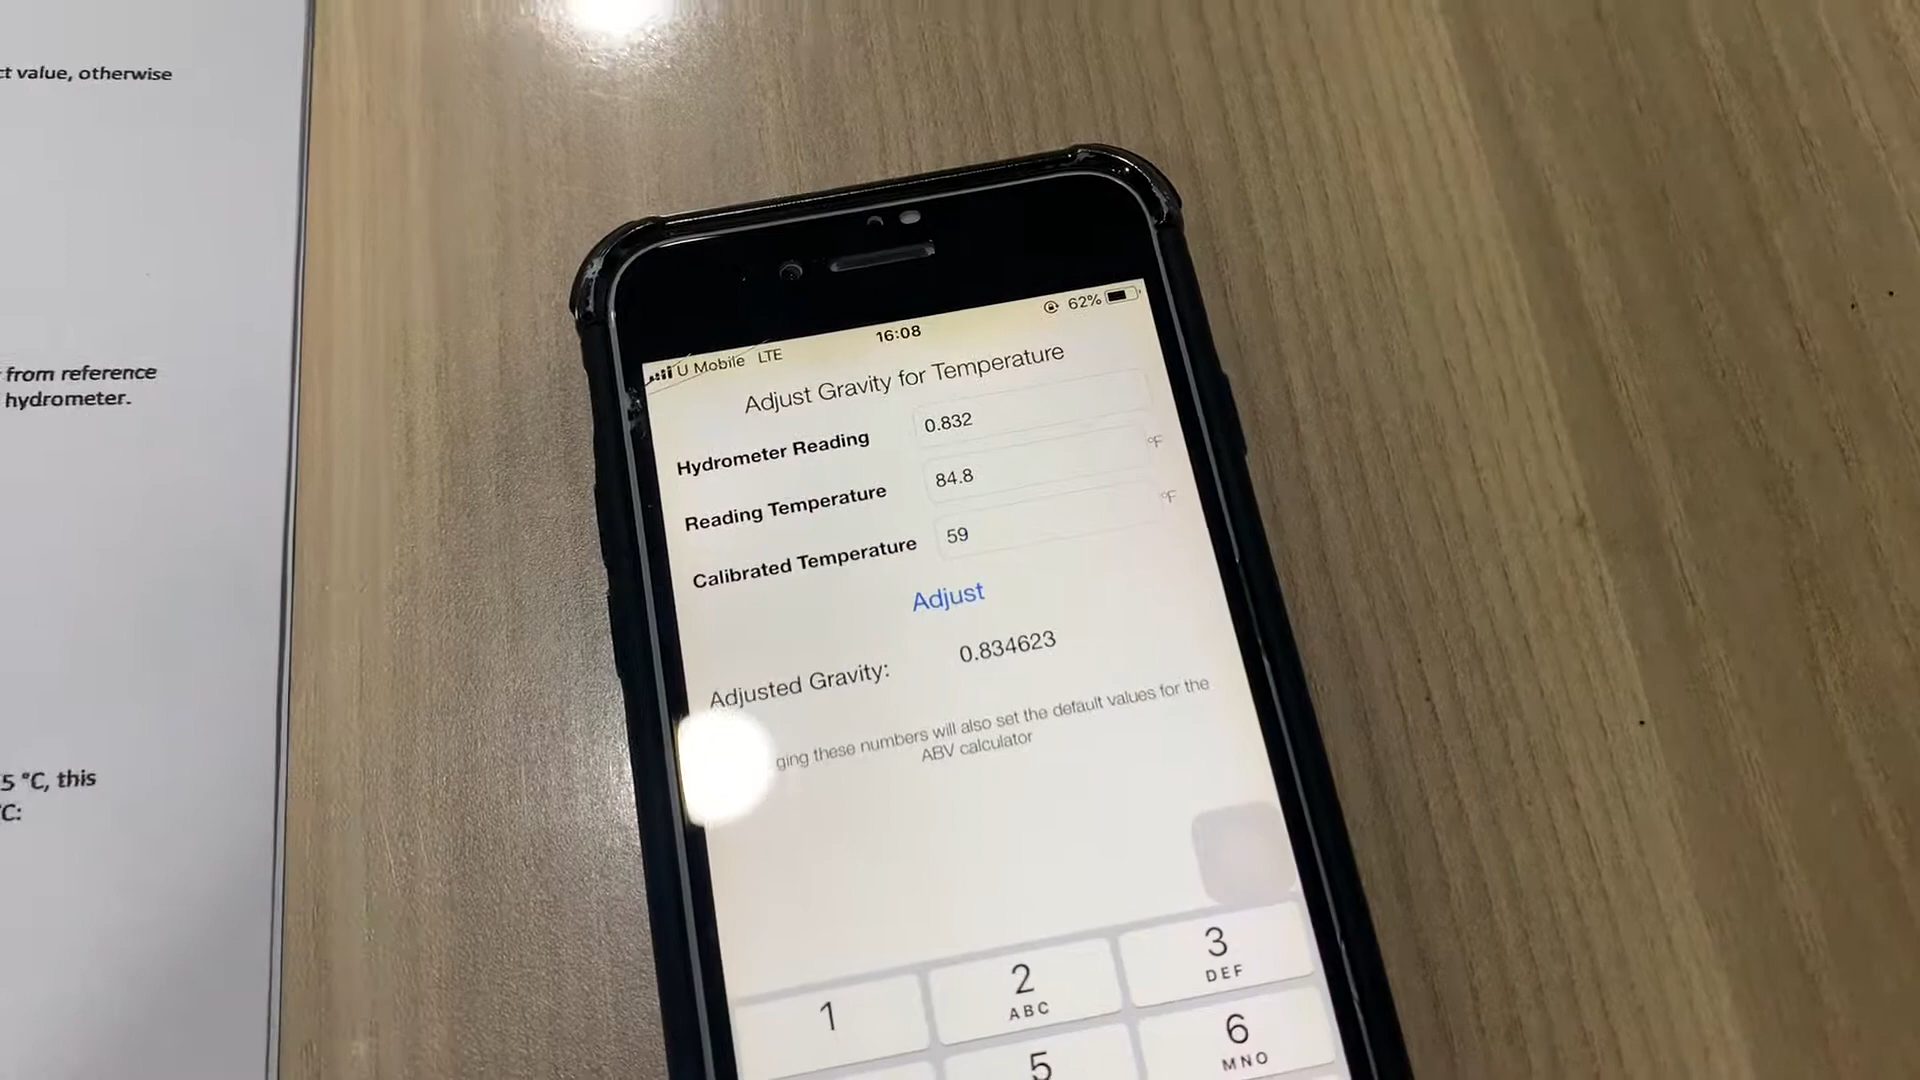 ct value, otherwise
from reference
hydrometer.
5 °C, this
°C:
U Mobile LTE 16:08 62%
Adjust Gravity for Temperature
Hydrometer Reading 0.832
Reading Temperature 84.8 °F
Calibrated Temperature 59 °F
Adjust
Adjusted Gravity: 0.834623
ging these numbers will also set the default values for the
ABV calculator
1
2
ABC
3
DEF
5
6
MNO